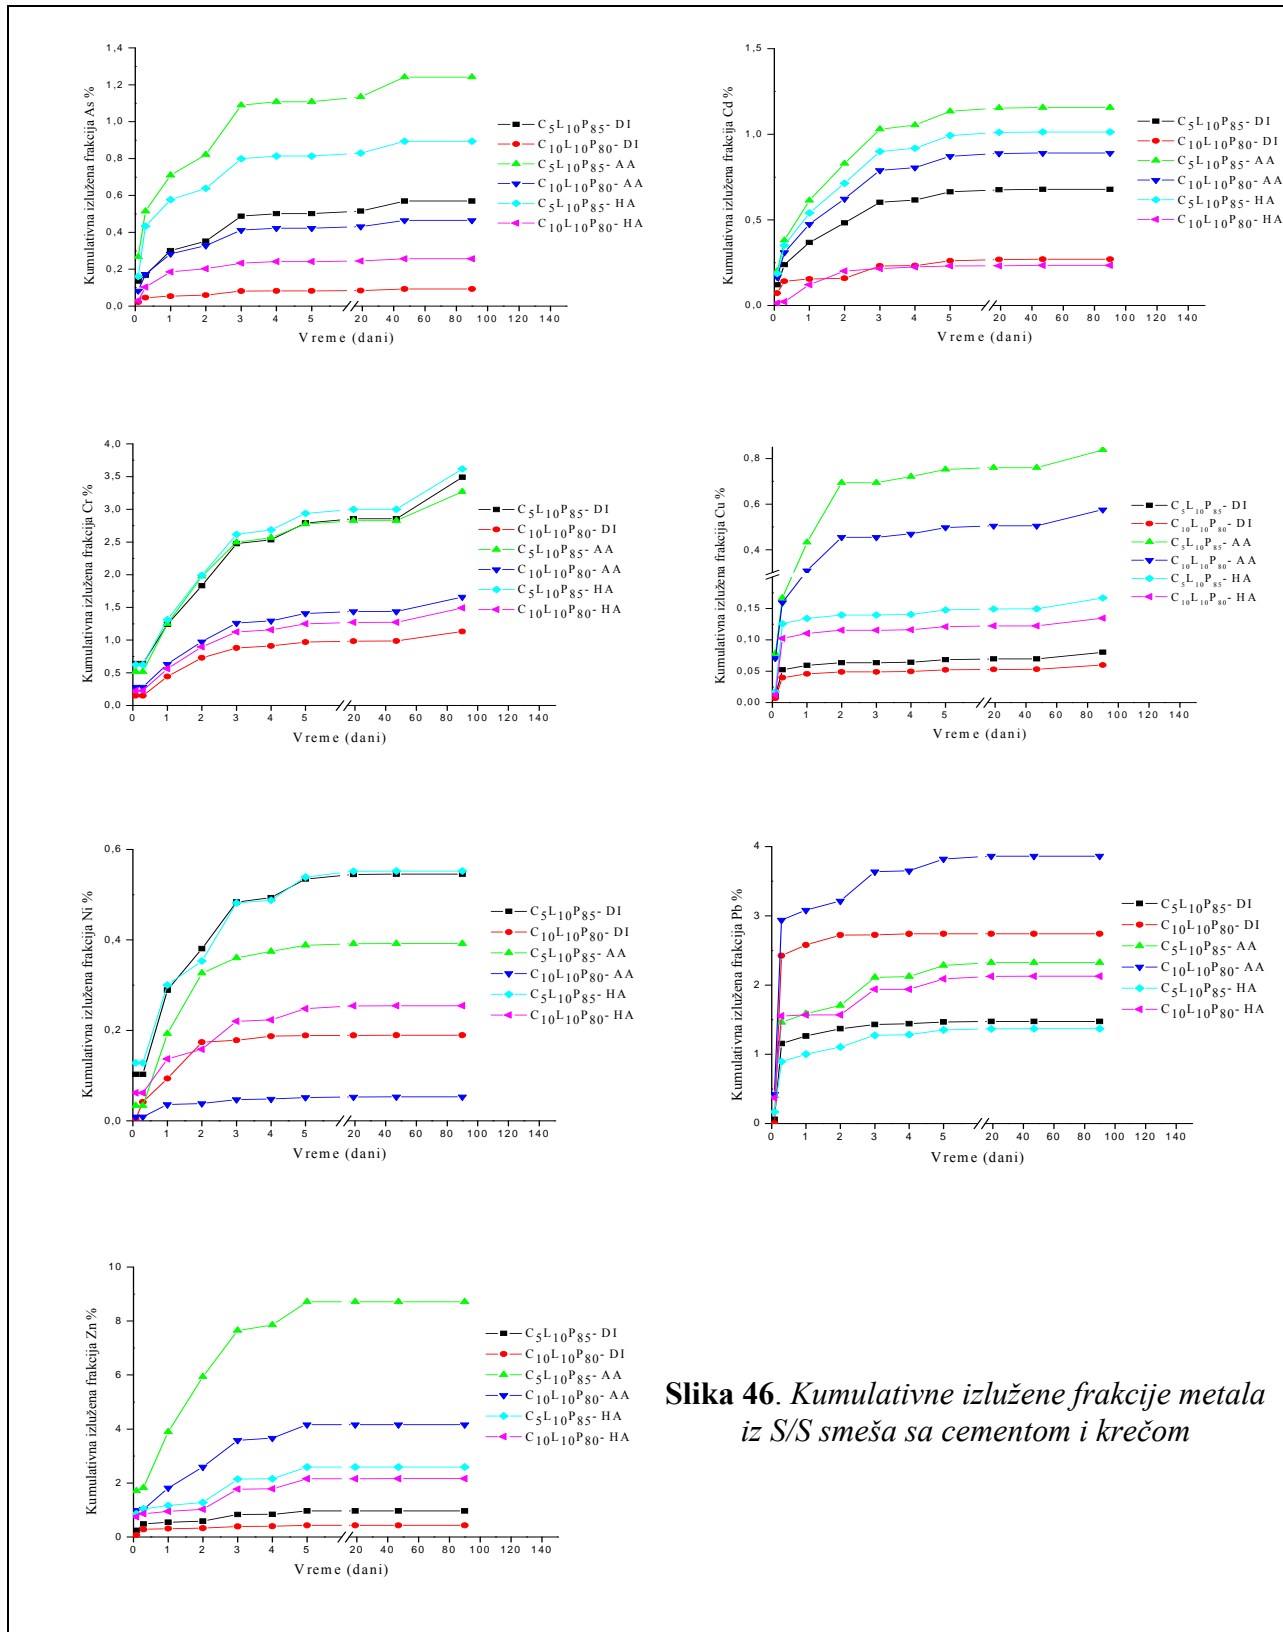 Kumulativna izlužena frakcija As %
1,4
1,2
1,0
0,8
0,6
0,4
0,2
0,0
0 1 2 3 4 5 20 40 60 80 100 120 140
Vreme (dani)
C5L10P85- DI
C10L10P80- DI
C5L10P85- AA
C10L10P80- AA
C5L10P85- HA
C10L10P80- HA
Kumulativna izlužena frakcija Cd %
1,5
1,0
0,5
0,0
0 1 2 3 4 5 20 40 60 80 100 120 140
Vreme (dani)
C5L10P85- DI
C10L10P80- DI
C5L10P85- AA
C10L10P80- AA
C5L10P85- HA
C10L10P80- HA
Kumulativna izlužena frakcija Cr %
4,0
3,5
3,0
2,5
2,0
1,5
1,0
0,5
0,0
0 1 2 3 4 5 20 40 60 80 100 120 140
Vreme (dani)
C5L10P85- DI
C10L10P80- DI
C5L10P85- AA
C10L10P80- AA
C5L10P85- HA
C10L10P80- HA
Kumulativna izlužena frakcija Cu %
0,8
0,6
0,4
0,15
0,10
0,05
0,00
0 1 2 3 4 5 20 40 60 80 100 120 140
Vreme (dani)
C5L10P85- DI
C10L10P80- DI
C5L10P85- AA
C10L10P80- AA
C5L10P85- HA
C10L10P80- HA
Kumulativna izlužena frakcija Ni %
0,6
0,4
0,2
0,0
0 1 2 3 4 5 20 40 60 80 100 120 140
Vreme (dani)
C5L10P85- DI
C10L10P80- DI
C5L10P85- AA
C10L10P80- AA
C5L10P85- HA
C10L10P80- HA
Kumulativna izlužena frakcija Pb %
4
3
2
1
0
0 1 2 3 4 5 20 40 60 80 100 120 140
Vreme (dani)
C5L10P85- DI
C10L10P80- DI
C5L10P85- AA
C10L10P80- AA
C5L10P85- HA
C10L10P80- HA
Kumulativna izlužena frakcija Zn %
10
8
6
4
2
0
0 1 2 3 4 5 20 40 60 80 100 120 140
Vreme (dani)
C5L10P85- DI
C10L10P80- DI
C5L10P85- AA
C10L10P80- AA
C5L10P85- HA
C10L10P80- HA
Slika 46. Kumulativne izlužene frakcije metala
iz S/S smeša sa cementom i krečom